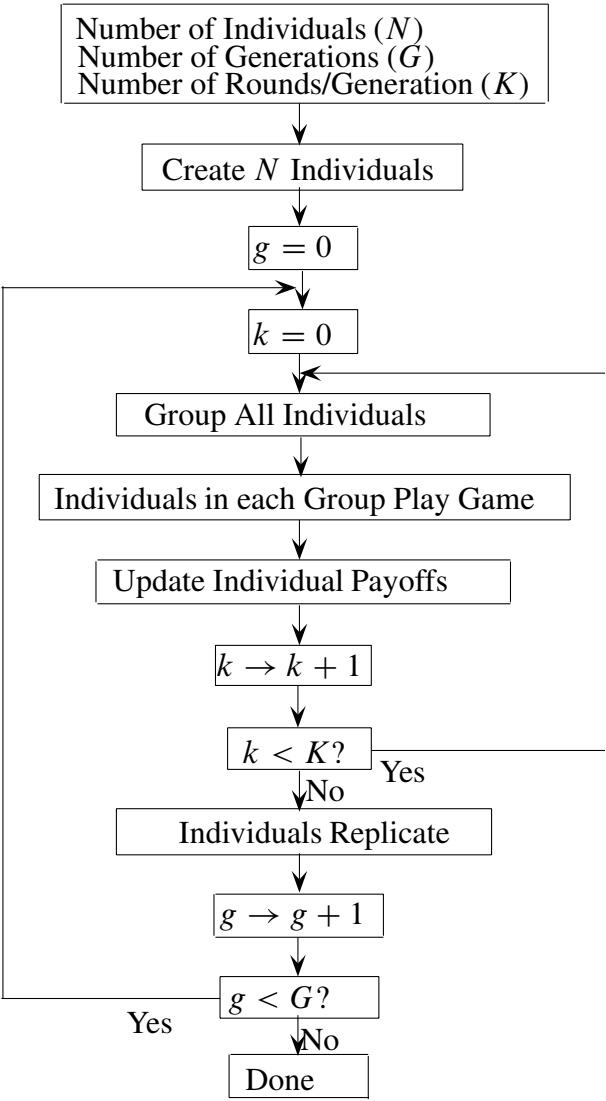 Number of Individuals (N)
Number of Generations (G)
Number of Rounds/Generation (K)
Create N Individuals
g = 0
k = 0
Group All Individuals
Individuals in each Group Play Game
Update Individual Payoffs
k → k + 1
k < K?
Yes
No
Individuals Replicate
g → g + 1
g < G?
Yes
No
Done